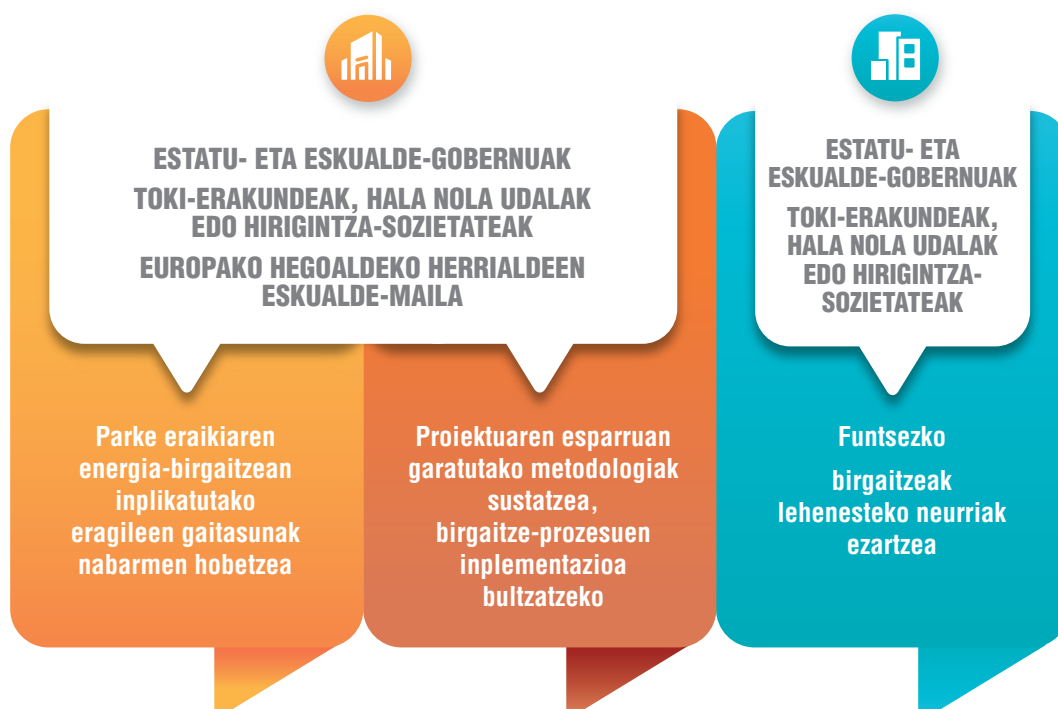 ESTATU- ETA ESKUALDE-GOBERNUAK
TOKI-ERAKUNDEAK, HALA NOLA UDALAK
EDO HIRIGINTZA-SOZIETATEAK
EUROPAKO HEGOALDEKO HERRIALDEEN
ESKUALDE-MAILA
Parke eraikiaren
energia-birgaitzean
inplikatutako
eragileen gaitasunak
nabarmen hobetzea
Proiektuaren esparruan
garatutako metodologiak
sustatzea,
birgaitze-prozesuen
inplementazioa
bultzatzeko
ESTATU- ETA
ESKUALDE-GOBERNUAK
TOKI-ERAKUNDEAK,
HALA NOLA UDALAK
EDO HIRIGINTZA-
SOZIETATEAK
Funtsezko
birgaitzeak
lehenesteko neurriak
ezartzea